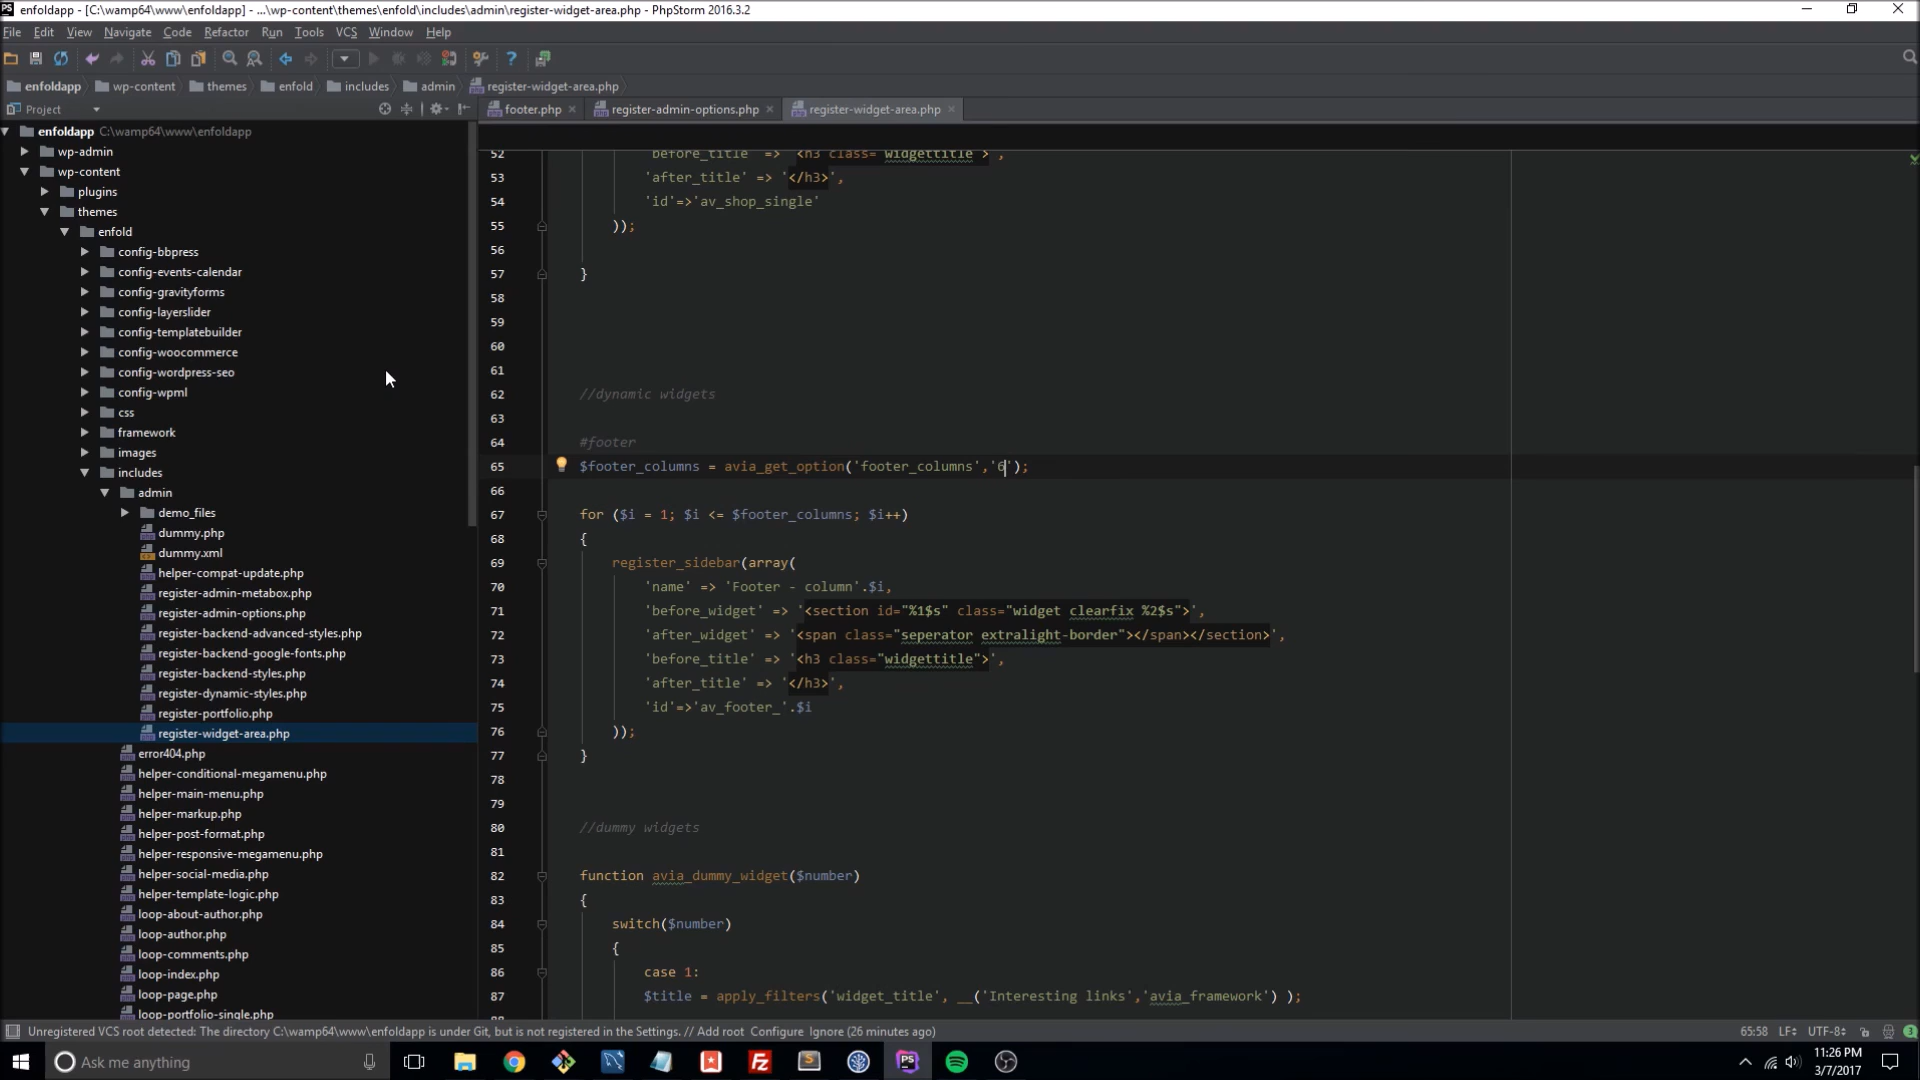 enfoldapp - [C:\wamp64\www\enfoldapp] - ...\wp-content\themes\enfold\includes\admin\register-widget-area.php - PhpStorm 2016.3.2
File Edit View Navigate Code Refactor Run Tools VCS Window Help
enfoldapp wp-content themes enfold includes admin register-widget-area.php
Project
footer.php register-admin-options.php register-widget-area.php
enfoldapp C:\wamp64\www\enfoldapp
wp-admin
wp-content
plugins
themes
enfold
config-bbpress
config-events-calendar
config-gravityforms
config-layerslider
config-templatebuilder
config-woocommerce
config-wordpress-seo
config-wpml
css
framework
images
includes
admin
demo_files
dummy.php
dummy.xml
helper-compat-update.php
register-admin-metabox.php
register-admin-options.php
register-backend-advanced-styles.php
register-backend-google-fonts.php
register-backend-styles.php
register-dynamic-styles.php
register-portfolio.php
register-widget-area.php
error404.php
helper-conditional-megamenu.php
helper-main-menu.php
helper-markup.php
helper-post-format.php
helper-responsive-megamenu.php
helper-social-media.php
helper-template-logic.php
loop-about-author.php
loop-author.php
loop-comments.php
loop-index.php
loop-page.php
loop-portfolio-single.php
52 'before_title' => '<h3 class="widgettitle">',
53 'after_title' => '</h3>',
54 'id'=>'av_shop_single'
55 ));
56
57 }
58
59
60
61
62 //dynamic widgets
63
64 #footer
65 $footer_columns = avia_get_option('footer_columns','6');
66
67 for ($i = 1; $i <= $footer_columns; $i++)
68 {
69 register_sidebar(array(
70 'name' => 'Footer - column'.$i,
71 'before_widget' => '<section id="%1$s" class="widget clearfix %2$s">',
72 'after_widget' => '<span class="seperator extralight-border"></span></section>',
73 'before_title' => '<h3 class="widgettitle">',
74 'after_title' => '</h3>',
75 'id'=>'av_footer_'.$i
76 ));
77 }
78
79
80 //dummy widgets
81
82 function avia_dummy_widget($number)
83 {
84 switch($number)
85 {
86 case 1:
87 $title = apply_filters('widget_title', __('Interesting links','avia_framework') );
Unregistered VCS root detected: The directory C:\wamp64\www\enfoldapp is under Git, but is not registered in the Settings. // Add root Configure Ignore (26 minutes ago)
65:58 LF UTF-8 3
Ask me anything
11:26 PM
3/7/2017